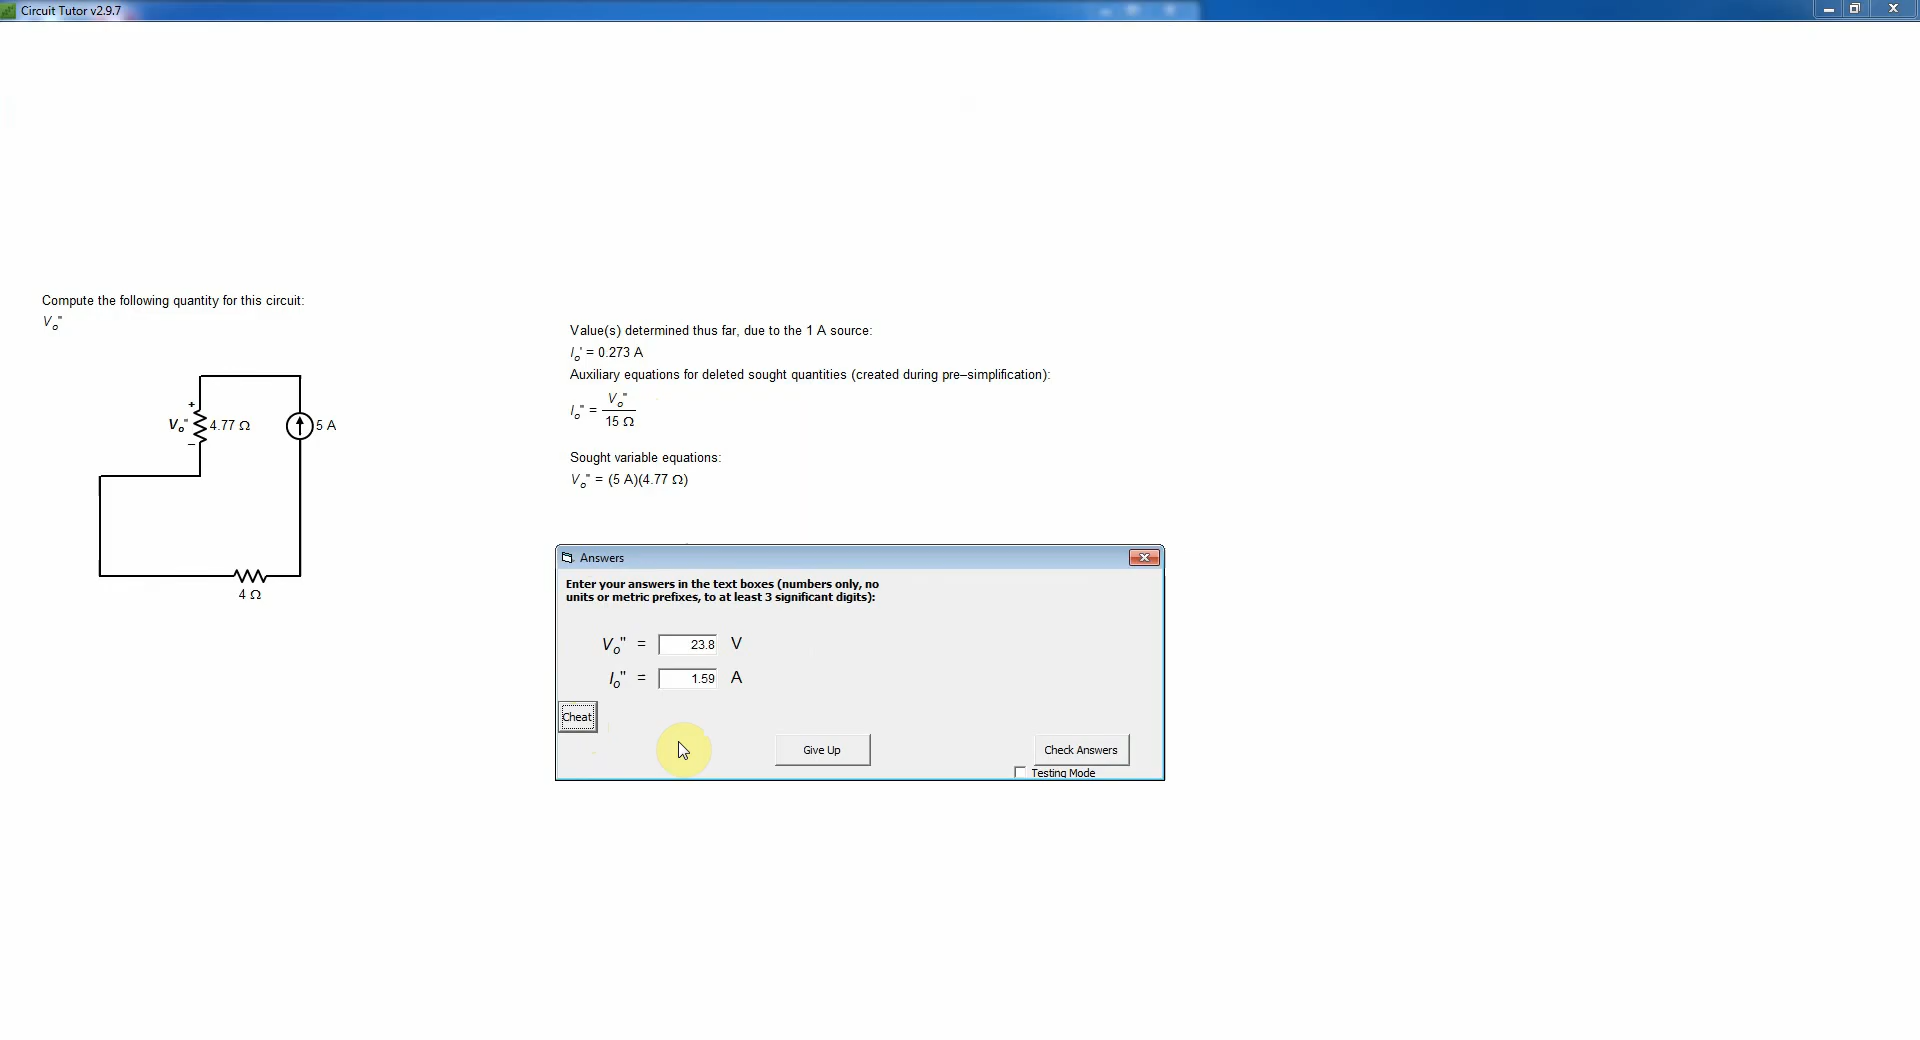 Circuit Tutor v2.9.7
Compute the following quantity for this circuit:
Vo"
Value(s) determined thus far, due to the 1 A source:
Io' = 0.273 A
Auxiliary equations for deleted sought quantities (created during pre–simplification):
Io" = Vo" / 15 Ω
Sought variable equations:
Vo" = (5 A)(4.77 Ω)
+
Vo" 4.77 Ω 5 A
–
4 Ω
Answers
Enter your answers in the text boxes (numbers only, no
units or metric prefixes, to at least 3 significant digits):
Vo" = 23.8 V
Io" = 1.59 A
Cheat
Give Up
Check Answers
Testing Mode